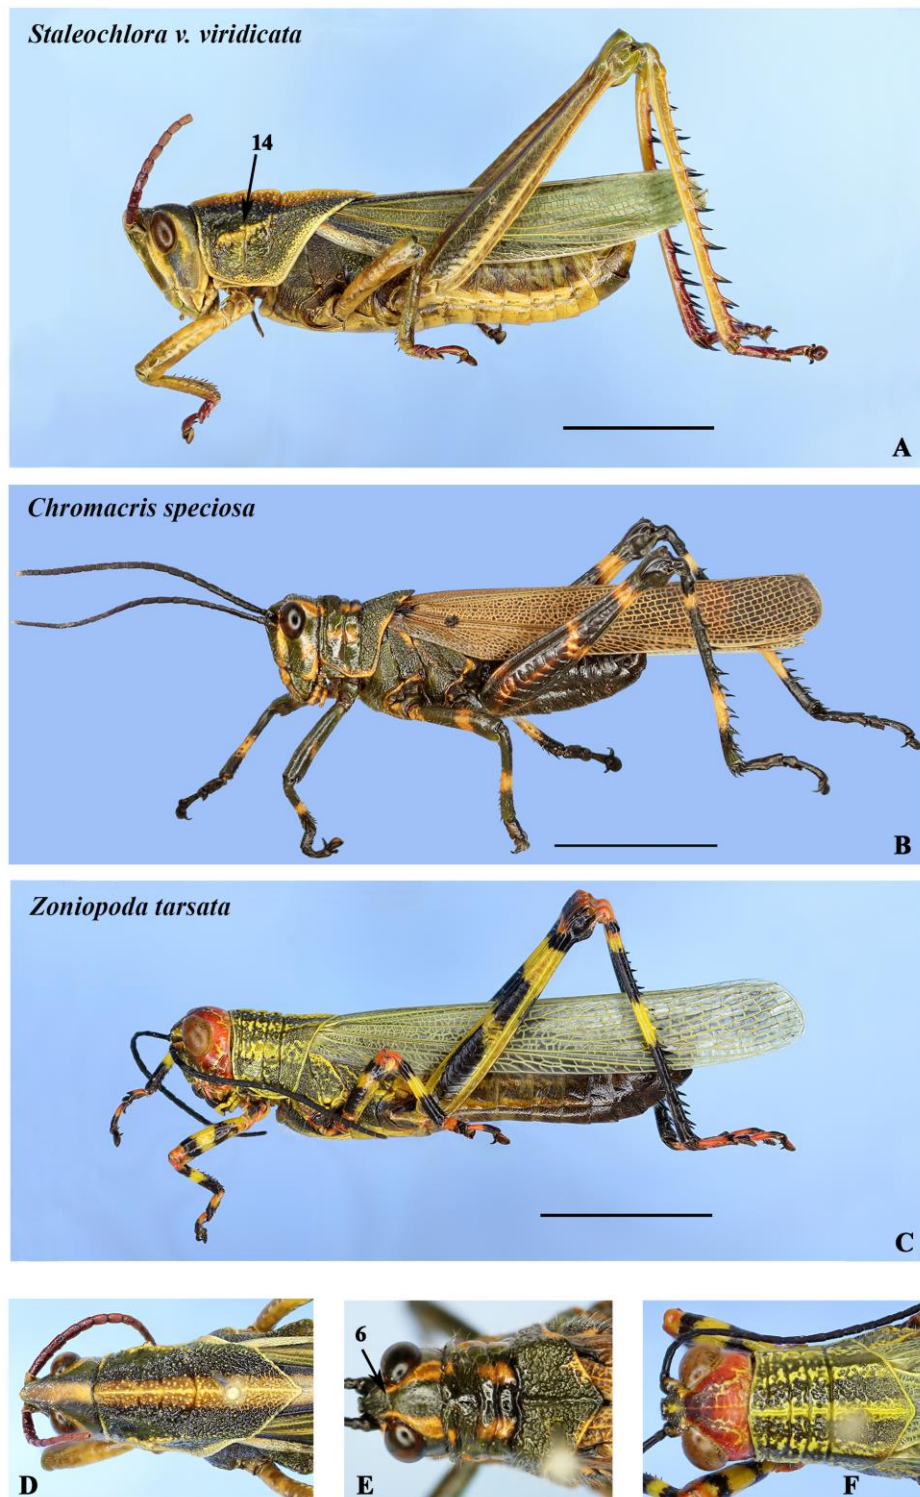 Staleochlora v. viridicata
14
A
Chromacris speciosa
B
Zoniopoda tarsata
C
6
D
E
F